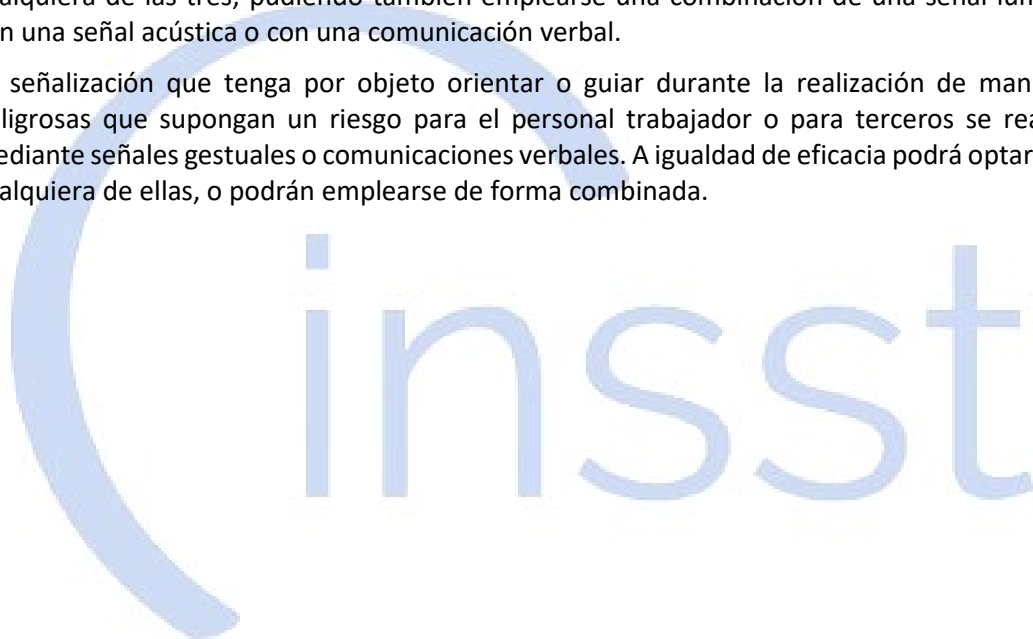 alquiera de las tres, pudiendo también emplearse una combinación de una señal
n una señal acústica o con una comunicación verbal.
señalización que tenga por objeto orientar o guiar durante la realización de
ligrosas que supongan un riesgo para el personal trabajador o para terceros se
ediante señales gestuales o comunicaciones verbales. A igualdad de eficacia podrá optar
alquiera de ellas, o podrán emplearse de forma combinada.
insst